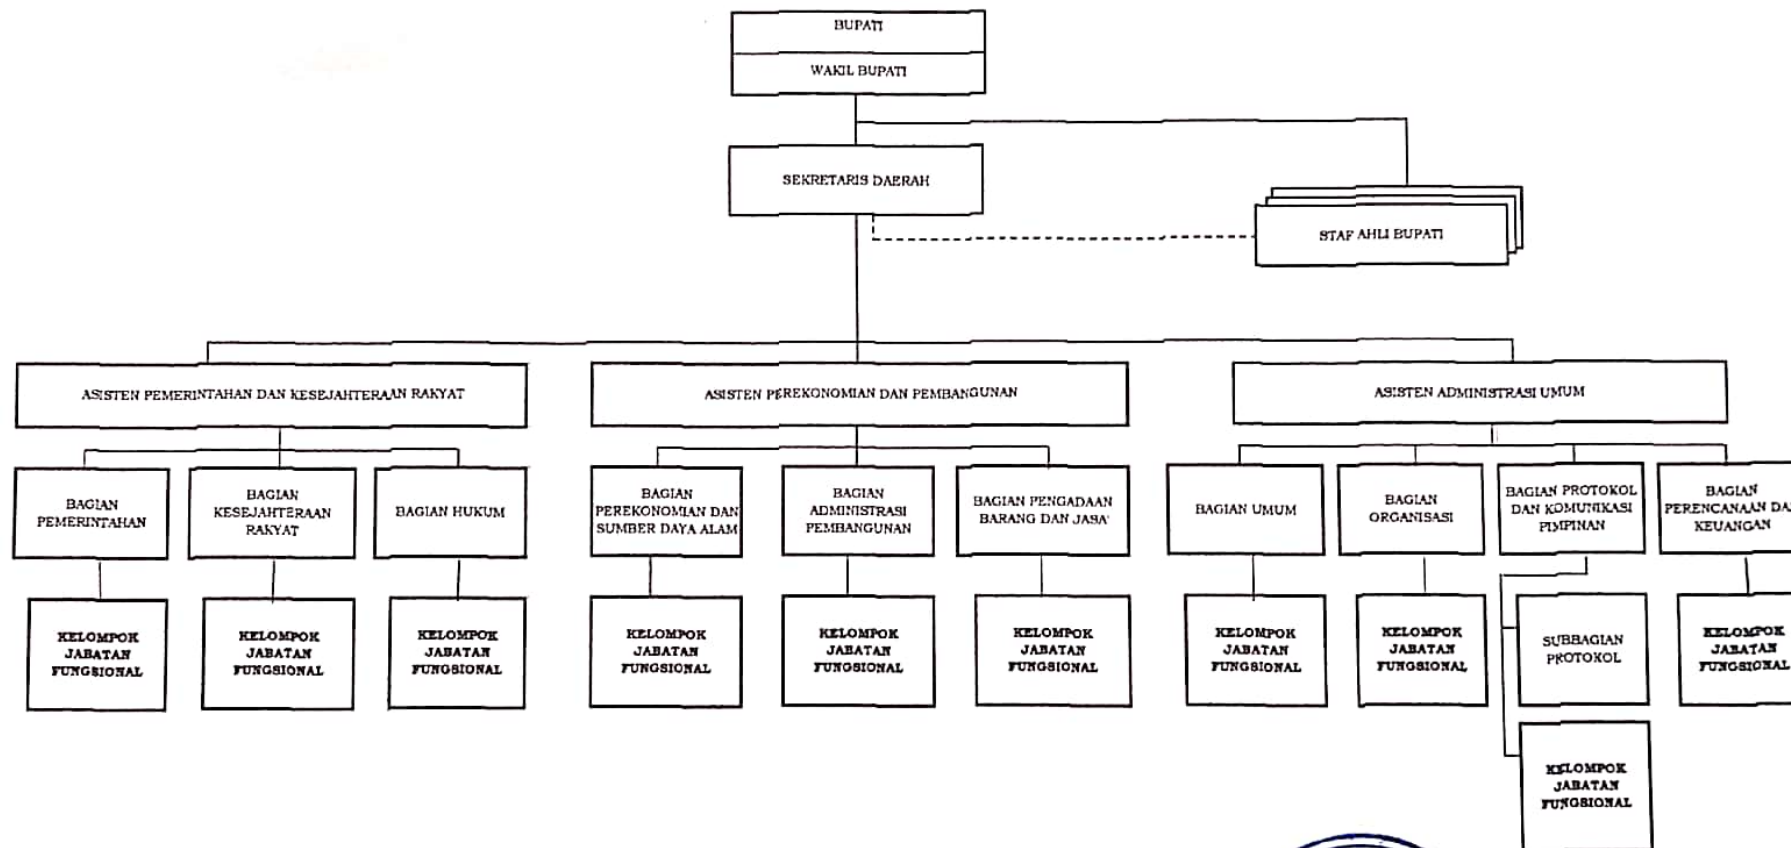 BUPATI
WAKIL BUPATI
SEKRETARIS DAERAH
STAF AHLI BUPATI
ASISTEN PEMERINTAHAN DAN KESEJAHTERAAN RAKYAT
ASISTEN PEREKONOMIAN DAN PEMBANGUNAN
ASISTEN ADMINISTRASI UMUM
BAGIAN
PEMERINTAHAN
BAGIAN
KESEJAHTERAAN
RAKYAT
BAGIAN HUKUM
BAGIAN
PEREKONOMIAN DAN
SUMBER DAYA ALAM
BAGIAN
ADMINISTRASI
PEMBANGUNAN
BAGIAN PENGADAAN
BARANG DAN JASA
BAGIAN UMUM
BAGIAN
ORGANISASI
BAGIAN PROTOKOL
DAN KOMUNIKASI
PIMPINAN
BAGIAN
PERENCANAAN DA
KEUANGAN
KELOMPOK
JABATAN
FUNGSIONAL
KELOMPOK
JABATAN
FUNGSIONAL
KELOMPOK
JABATAN
FUNGSIONAL
KELOMPOK
JABATAN
FUNGSIONAL
KELOMPOK
JABATAN
FUNGSIONAL
KELOMPOK
JABATAN
FUNGSIONAL
KELOMPOK
JABATAN
FUNGSIONAL
KELOMPOK
JABATAN
FUNGSIONAL
SUBBAGIAN
PROTOKOL
KELOMPOK
JABATAN
FUNGSIONAL
KELOMPOK
JABATAN
FUNGSIONAL